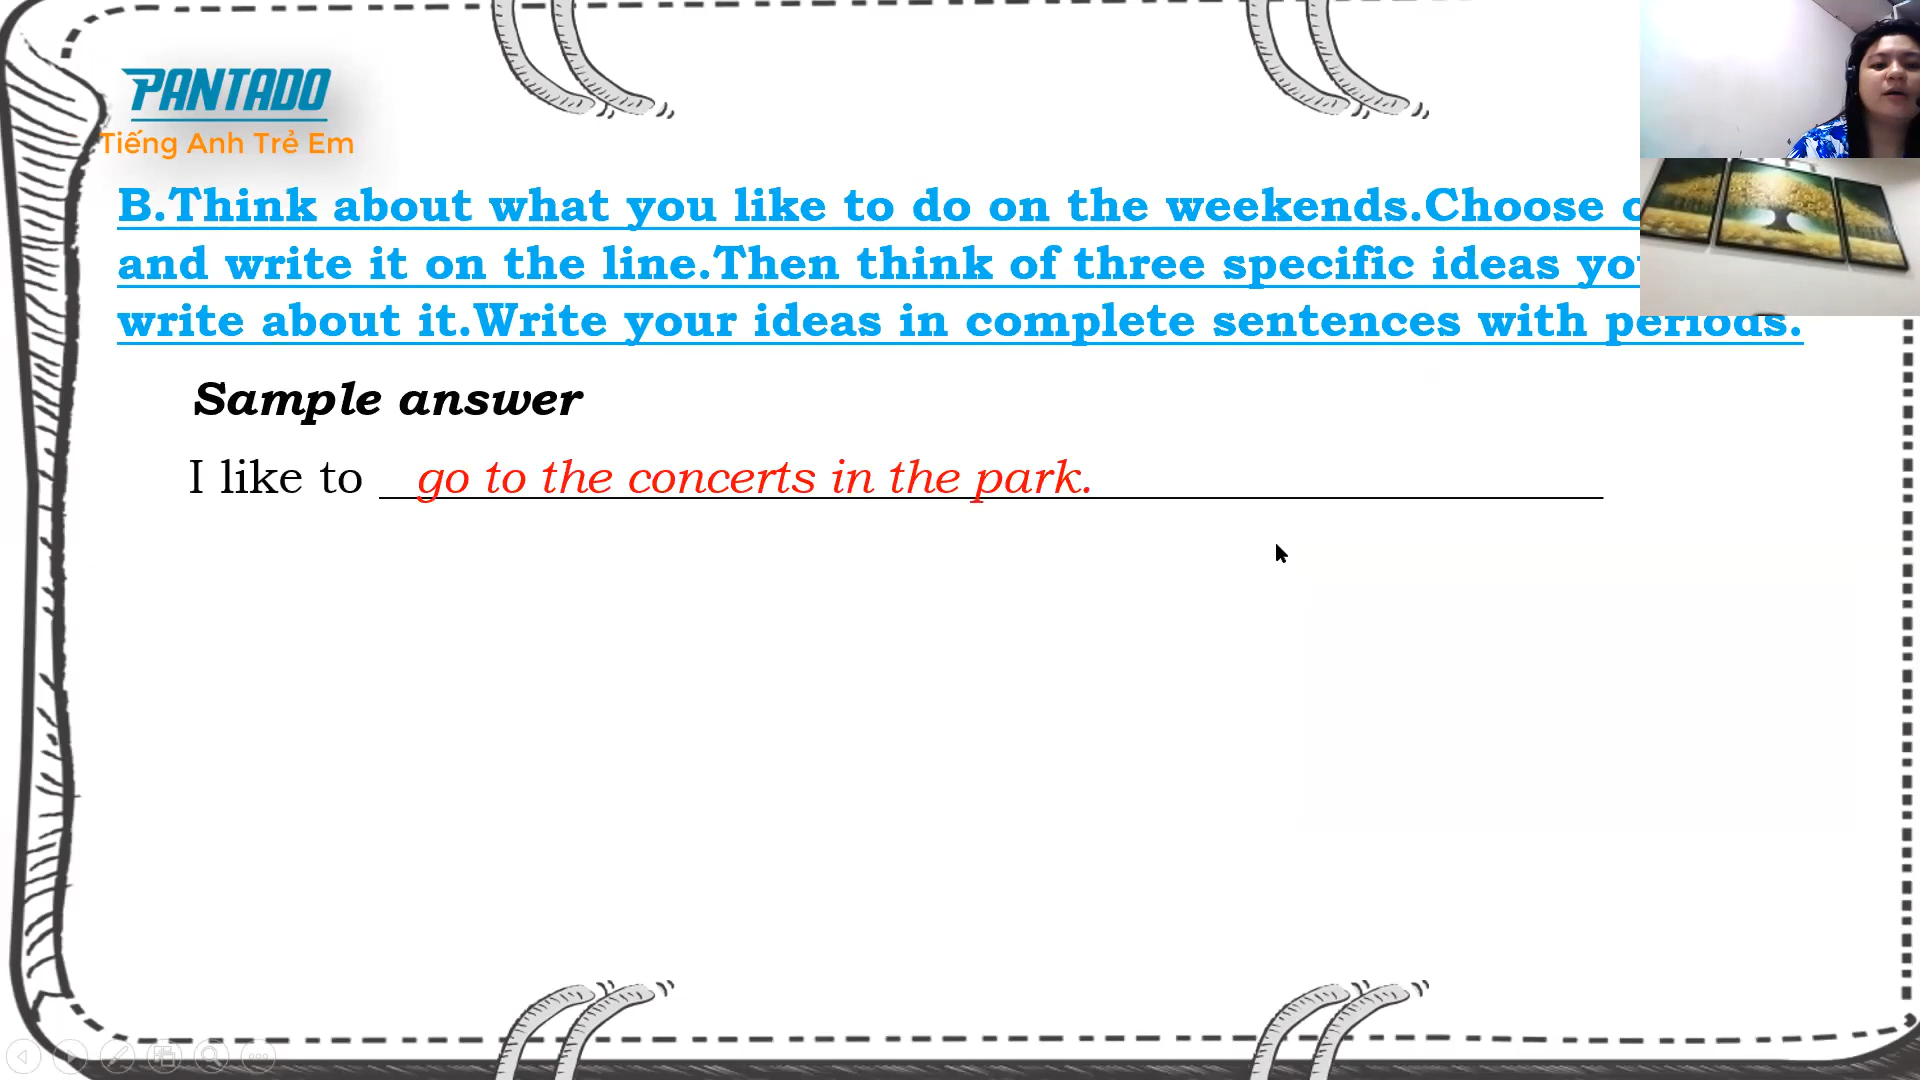 PANTADO
Tiếng Anh Trẻ Em
B.Think about what you like to do on the weekends.Choose
and write it on the line.Then think of three specific ideas
write about it.Write your ideas in complete sentences with periods.
Sample answer
I like to go to the concerts in the park.